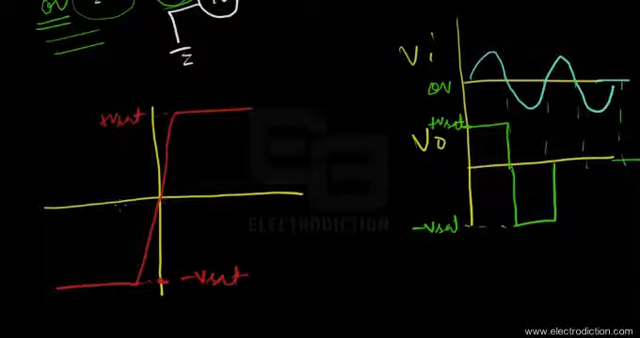 0V
Vi
0V
+Vsat
+Vsat
Vo
ELECTRODICTION
-Vsat
-Vsat
www.electrodiction.com